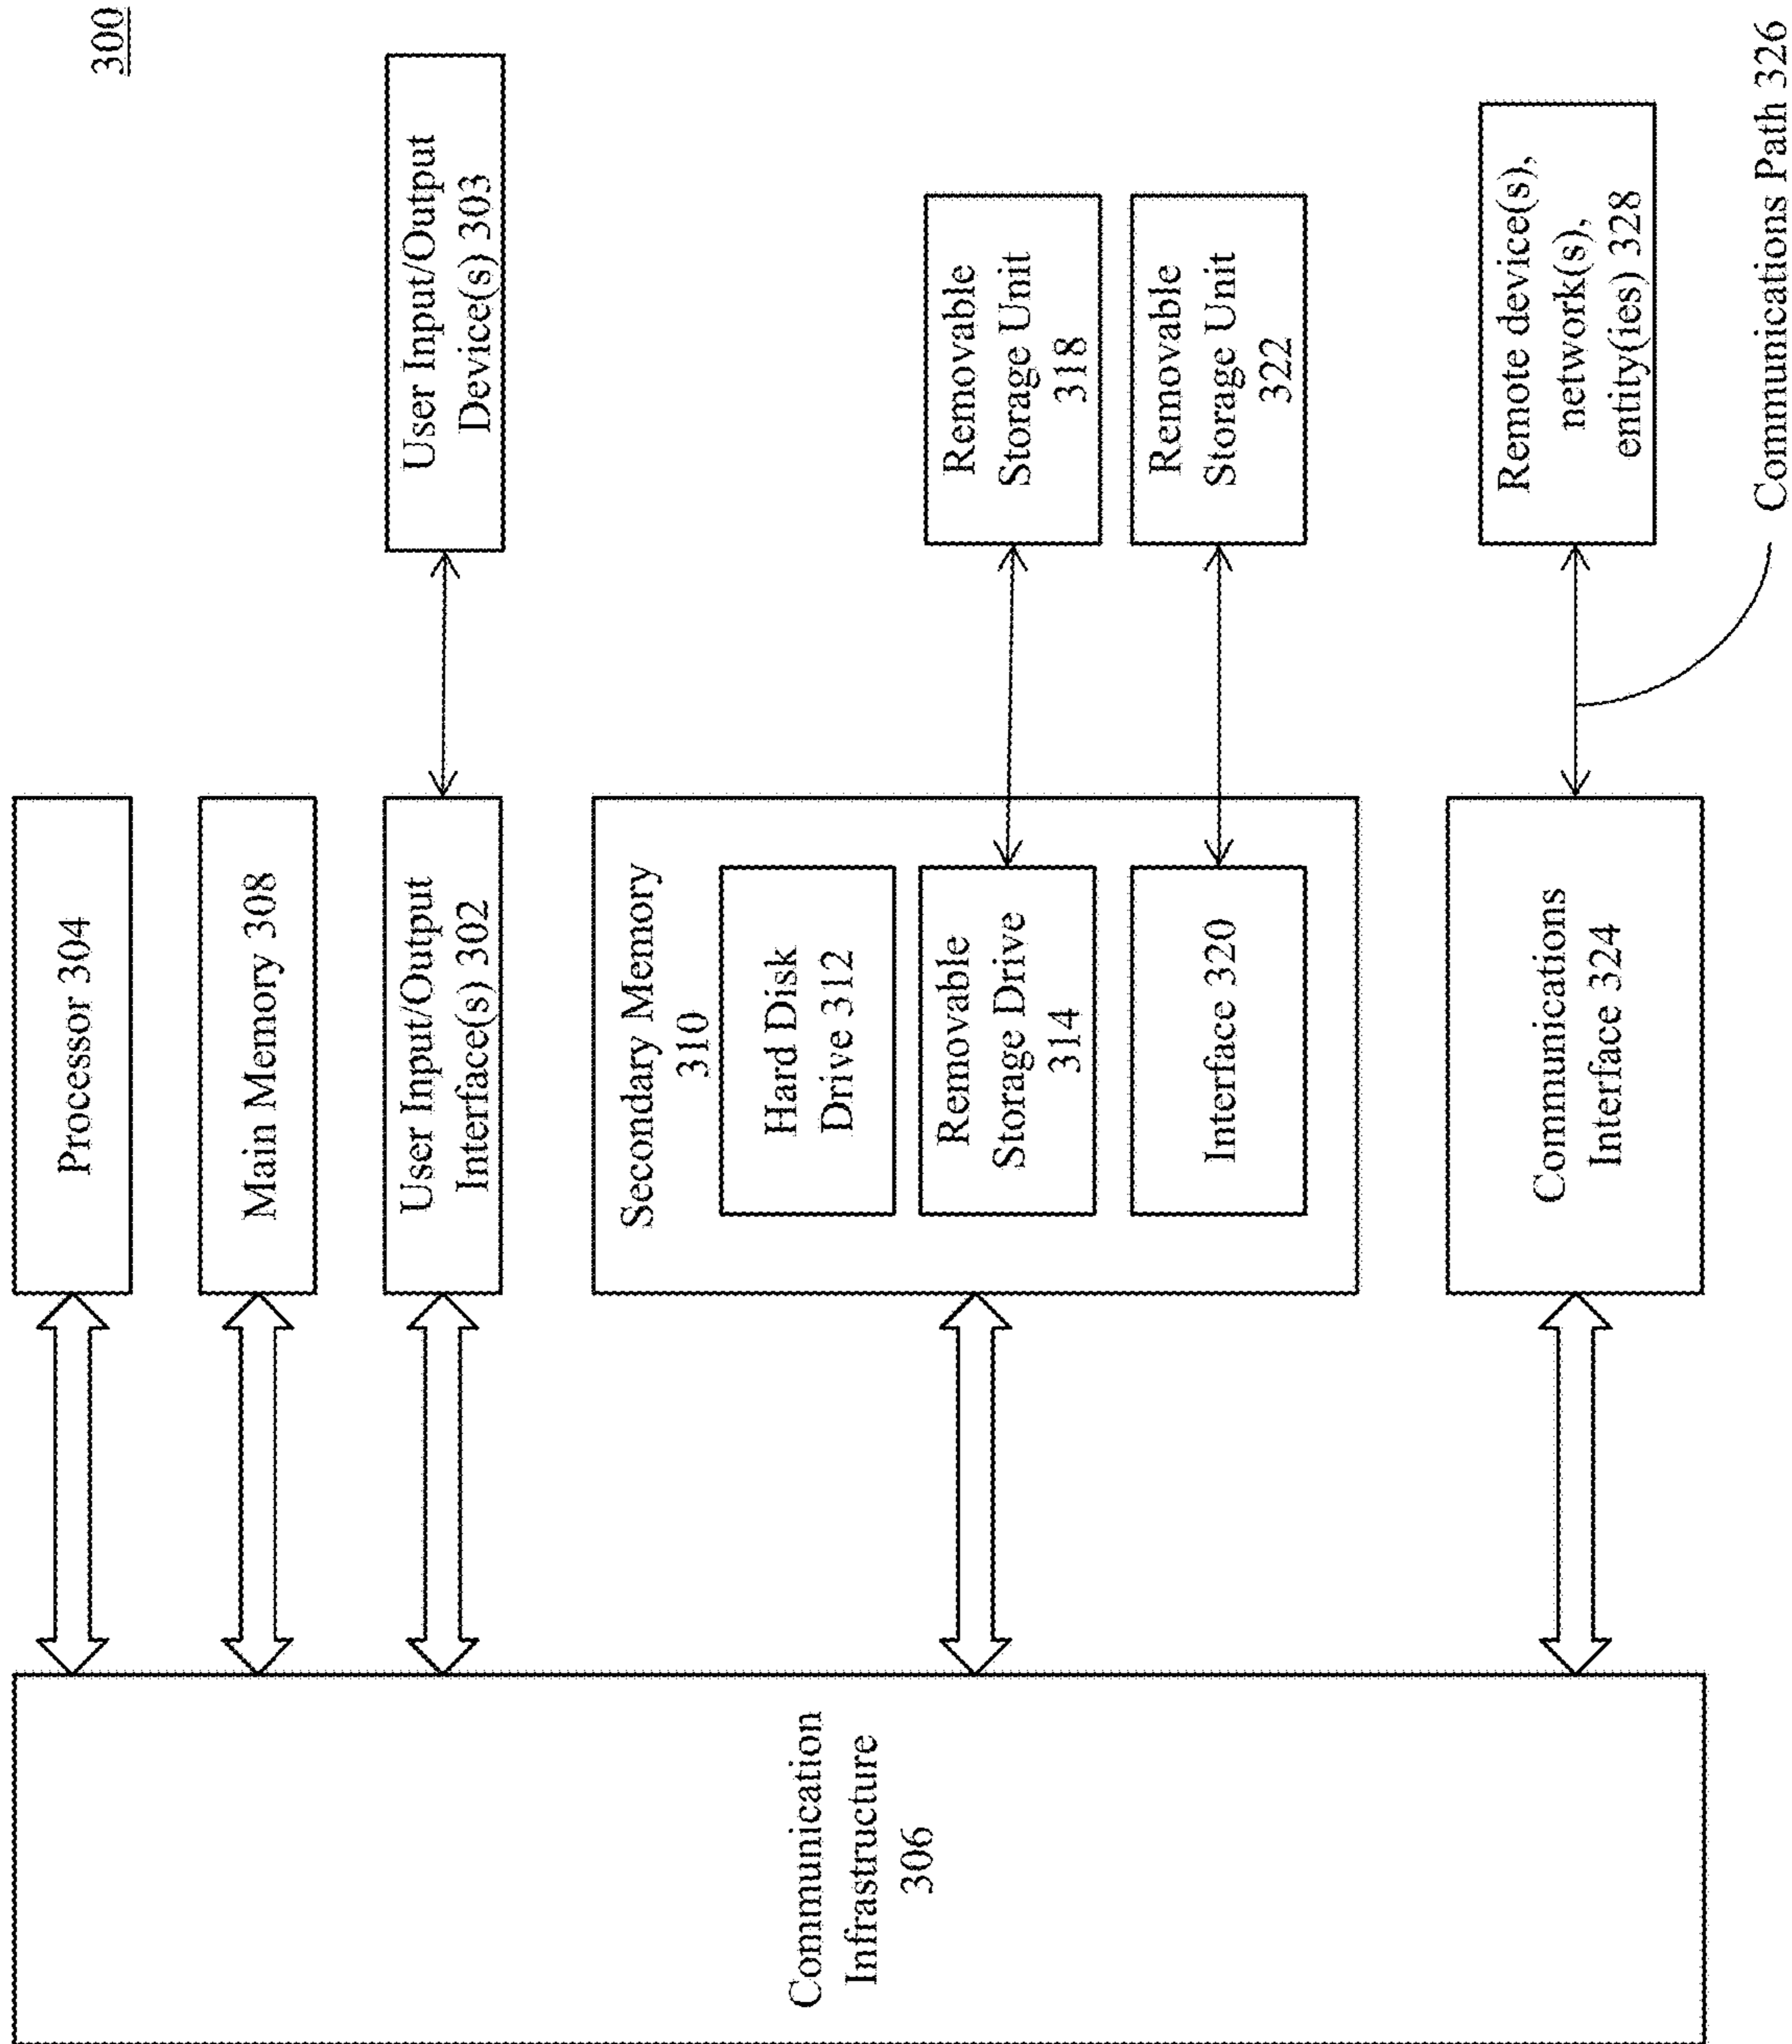 300
Processor 304
Main Memory 308
User Input/Output
Interface(s) 302
User Input/Output
Device(s) 303
Secondary Memory
310
Hard Disk
Drive 312
Removable
Storage Drive
314
Interface 320
Removable
Storage Unit
318
Removable
Storage Unit
322
Communications
Interface 324
Remote device(s),
network(s),
entity(ies) 328
Communications Path 326
Communication
Infrastructure
306